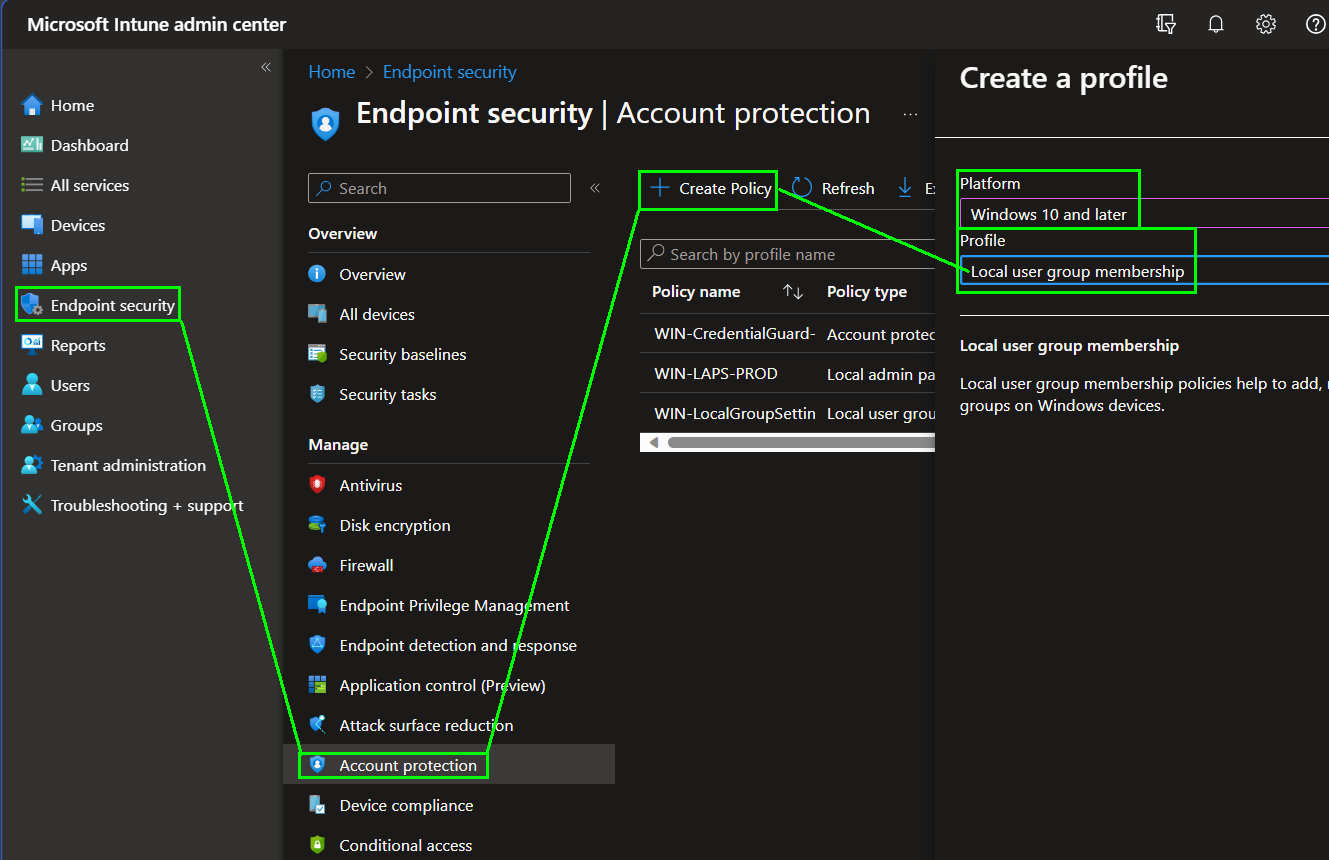 Microsoft Intune admin center
Home
Dashboard
All services
Devices
Apps
Endpoint security
Reports
Users
Groups
Tenant administration
Troubleshooting + support
Home > Endpoint security
Endpoint security | Account protection ...
Search
Overview
Overview
All devices
Security baselines
Security tasks
Manage
Antivirus
Disk encryption
Firewall
Endpoint Privilege Management
Endpoint detection and response
Application control (Preview)
Attack surface reduction
Account protection
Device compliance
Conditional access
Create Policy Refresh
Search by profile name
Policy name Policy type
WIN-CredentialGuard- Account protec
WIN-LAPS-PROD Local admin pa
WIN-LocalGroupSettin Local user grou
Create a profile
Platform
Windows 10 and later
Profile
Local user group membership
Local user group membership
Local user group membership policies help to add,
groups on Windows devices.